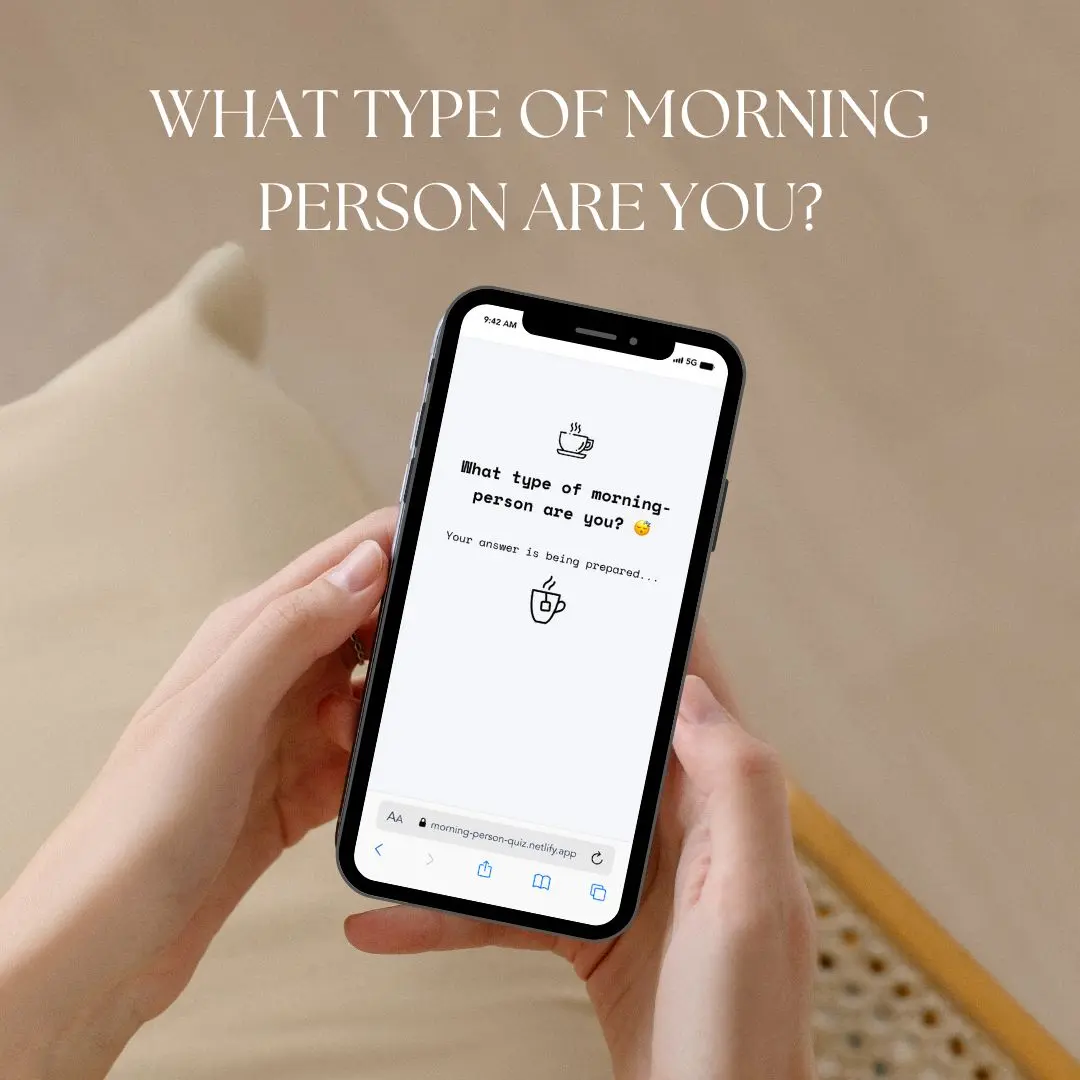 WHAT TYPE OF MORNING
PERSON ARE YOU?
9:42 AM
5G
What type of morning-
person are you? 😴
Your answer is being prepared...
AA
morning-person-quiz.netlify.app